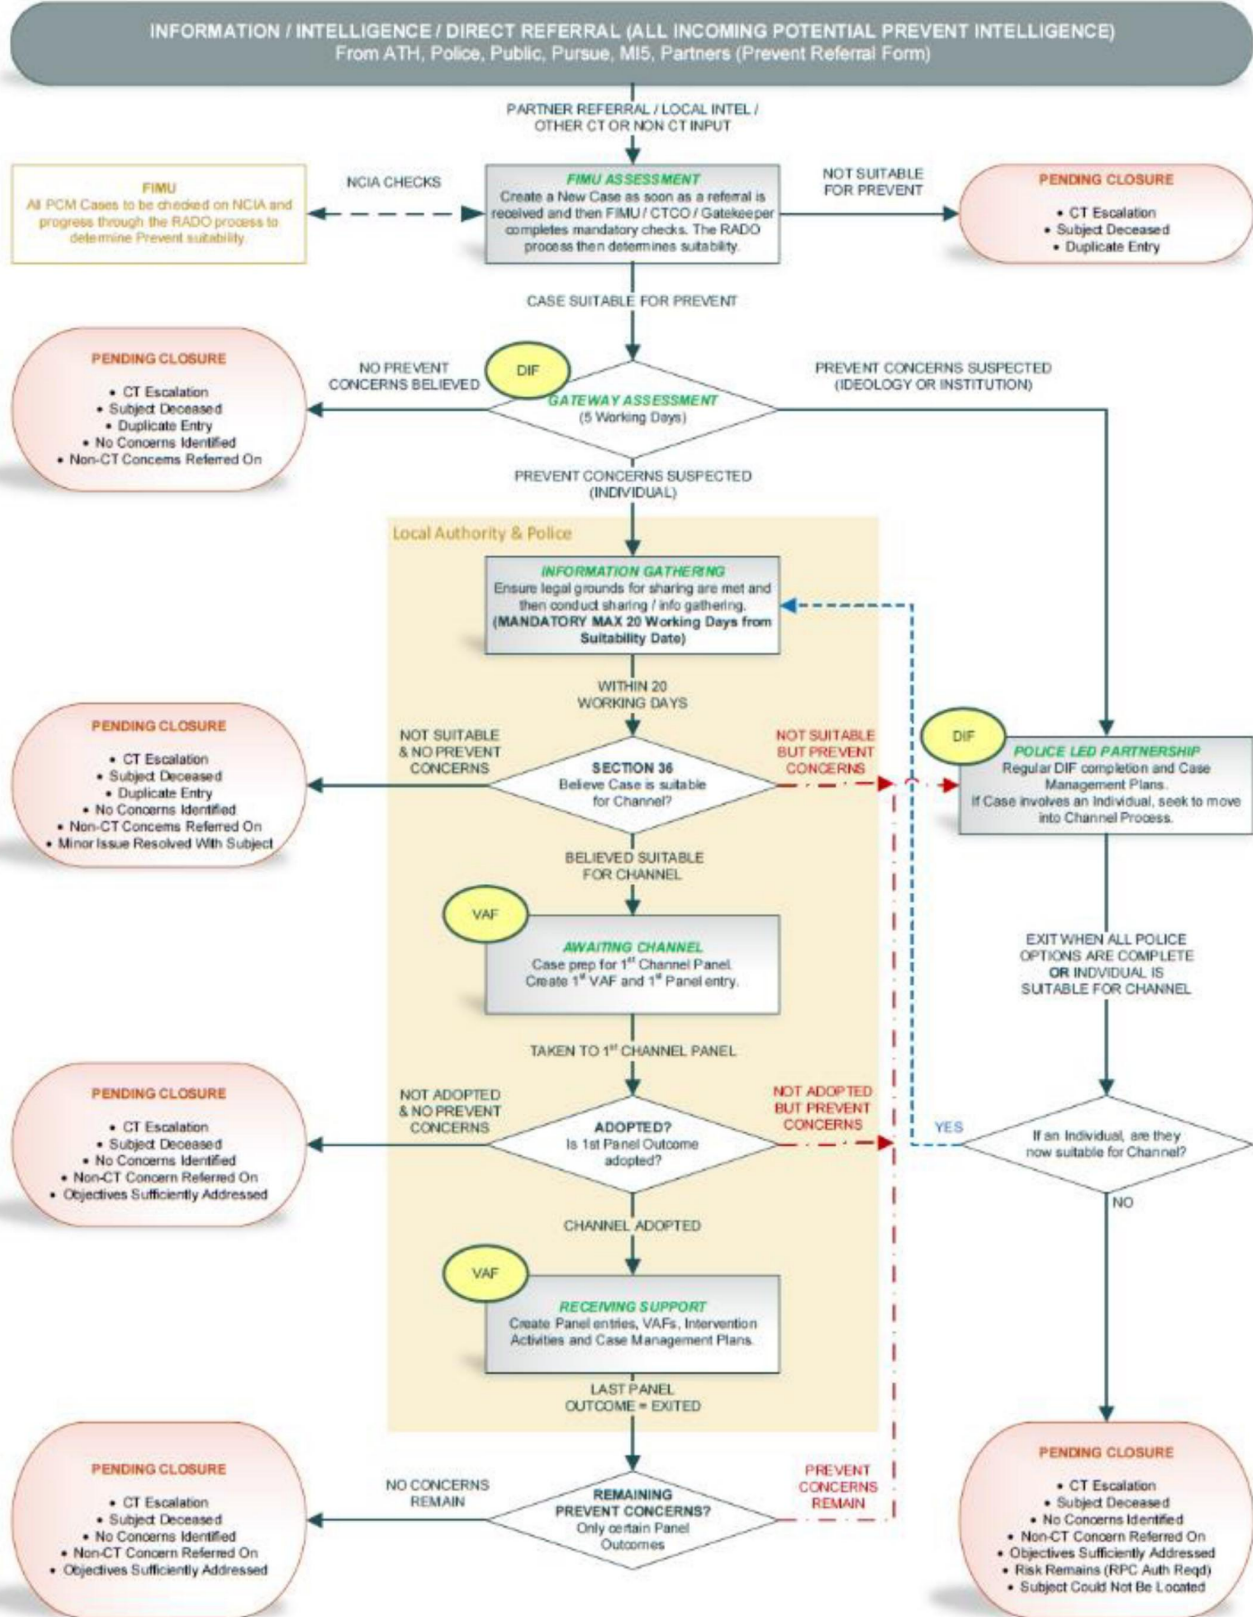 INFORMATION / INTELLIGENCE / DIRECT REFERRAL (ALL INCOMING POTENTIAL PREVENT INTELLIGENCE)
From ATH, Police, Public, Pursue, MI5, Partners (Prevent Referral Form)
PARTNER REFERRAL / LOCAL INTEL /
OTHER CT OR NON CT INPUT
FIMU
All PCM Cases to be checked on NCIA and
progress through the RADO process to
determine Prevent suitability.
NCIA CHECKS
FIMU ASSESSMENT
Create a New Case as soon as a referral is
received and then FIMU / CTCO / Gatekeeper
completes mandatory checks. The RADO
process then determines suitability.
NOT SUITABLE
FOR PREVENT
PENDING CLOSURE
• CT Escalation
• Subject Deceased
• Duplicate Entry
CASE SUITABLE FOR PREVENT
PENDING CLOSURE
• CT Escalation
• Subject Deceased
• Duplicate Entry
• No Concerns Identified
• Non-CT Concerns Referred On
NO PREVENT
CONCERNS BELIEVED
DIF
GATEWAY ASSESSMENT
(5 Working Days)
PREVENT CONCERNS SUSPECTED
(IDEOLOGY OR INSTITUTION)
PREVENT CONCERNS SUSPECTED
(INDIVIDUAL)
Local Authority & Police
INFORMATION GATHERING
Ensure legal grounds for sharing are met and
then conduct sharing / info gathering.
(MANDATORY MAX 20 Working Days from
Suitability Date)
WITHIN 20
WORKING DAYS
PENDING CLOSURE
• CT Escalation
• Subject Deceased
• Duplicate Entry
• No Concerns Identified
• Non-CT Concerns Referred On
• Minor Issue Resolved With Subject
NOT SUITABLE
& NO PREVENT
CONCERNS
SECTION 36
Believe Case is suitable
for Channel?
NOT SUITABLE
BUT PREVENT
CONCERNS
DIF
POLICE LED PARTNERSHIP
Regular DIF completion and Case
Management Plans.
If Case involves an Individual, seek to move
into Channel Process.
BELIEVED SUITABLE
FOR CHANNEL
VAF
AWAITING CHANNEL
Case prep for 1st Channel Panel.
Create 1st VAF and 1st Panel entry.
EXIT WHEN ALL POLICE
OPTIONS ARE COMPLETE
OR INDVIDUAL IS
SUITABLE FOR CHANNEL
TAKEN TO 1st CHANNEL PANEL
PENDING CLOSURE
• CT Escalation
• Subject Deceased
• No Concerns Identified
• Non-CT Concern Referred On
• Objectives Sufficiently Addressed
NOT ADOPTED
& NO PREVENT
CONCERNS
ADOPTED?
Is 1st Panel Outcome
adopted?
NOT ADOPTED
BUT PREVENT
CONCERNS
YES
If an Individual, are they
now suitable for Channel?
NO
CHANNEL ADOPTED
VAF
RECEIVING SUPPORT
Create Panel entries, VAFs, Intervention
Activities and Case Management Plans.
LAST PANEL
OUTCOME = EXITED
PENDING CLOSURE
• CT Escalation
• Subject Deceased
• No Concerns Identified
• Non-CT Concern Referred On
• Objectives Sufficiently Addressed
NO CONCERNS
REMAIN
REMAINING
PREVENT CONCERNS?
Only certain Panel
Outcomes
PREVENT
CONCERNS
REMAIN
PENDING CLOSURE
• CT Escalation
• Subject Deceased
• No Concerns Identified
• Non-CT Concern Referred On
• Objectives Sufficiently Addressed
• Risk Remains (RPC Auth Reqd)
• Subject Could Not Be Located